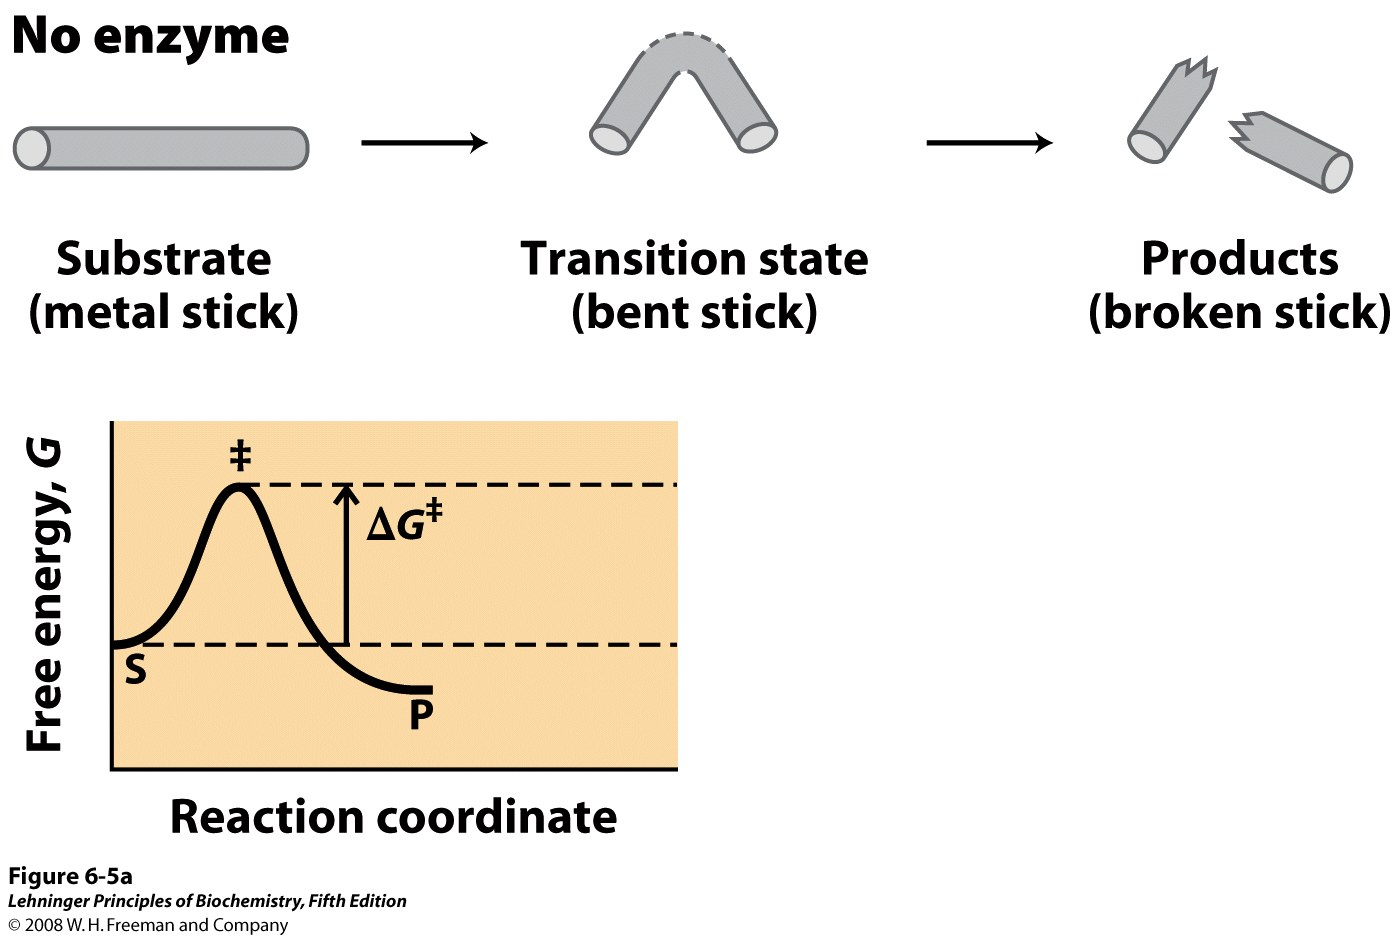 No enzyme
Substrate
(metal stick)
Transition state
(bent stick)
Products
(broken stick)
Free energy, G
‡
ΔG‡
S
P
Reaction coordinate
Figure 6-5a
Lehninger Principles of Biochemistry, Fifth Edition
© 2008 W. H. Freeman and Company